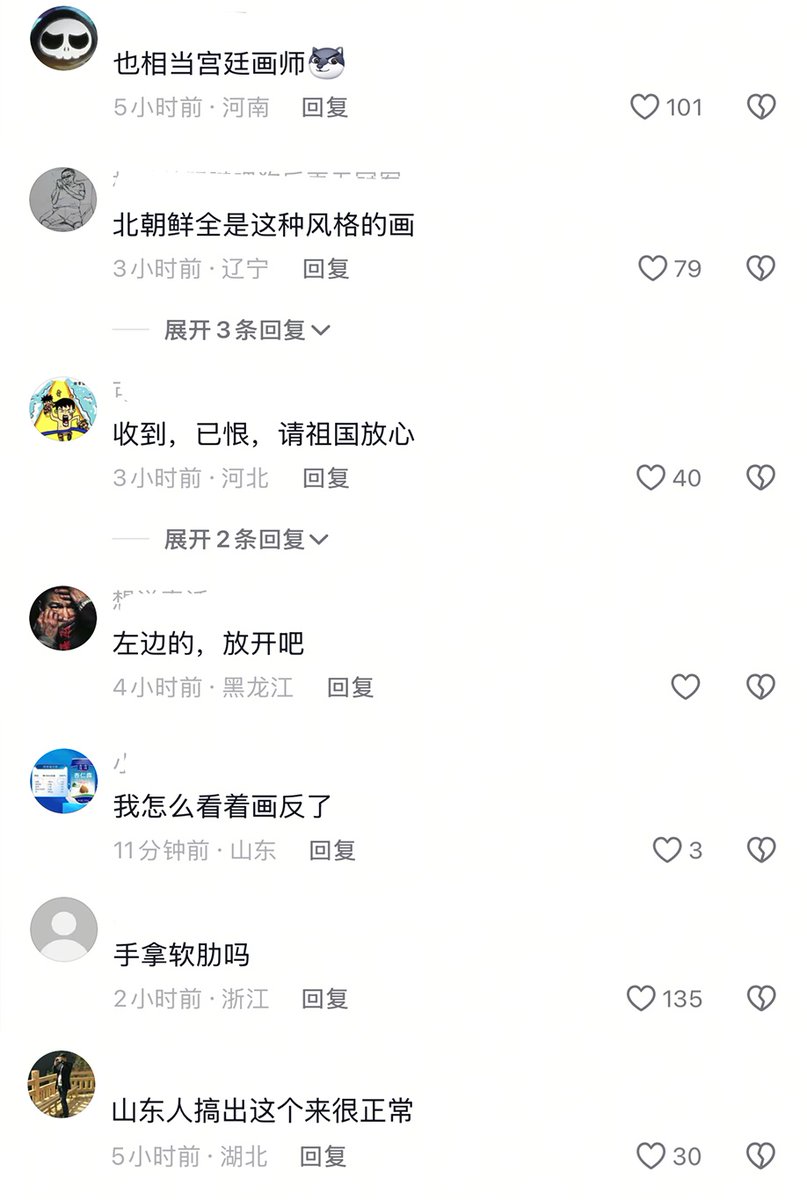 也相当宫廷画师
5小时前·河南 回复 101
北朝鲜全是这种风格的画
3小时前·辽宁 回复 79
展开3条回复
收到，已恨，请祖国放心
3小时前·河北 回复 40
展开2条回复
左边的，放开吧
4小时前·黑龙江 回复
小
我怎么看着画反了
11分钟前·山东 回复 3
手拿软肋吗
2小时前·浙江 回复 135
山东人搞出这个来很正常
5小时前·湖北 回复 30